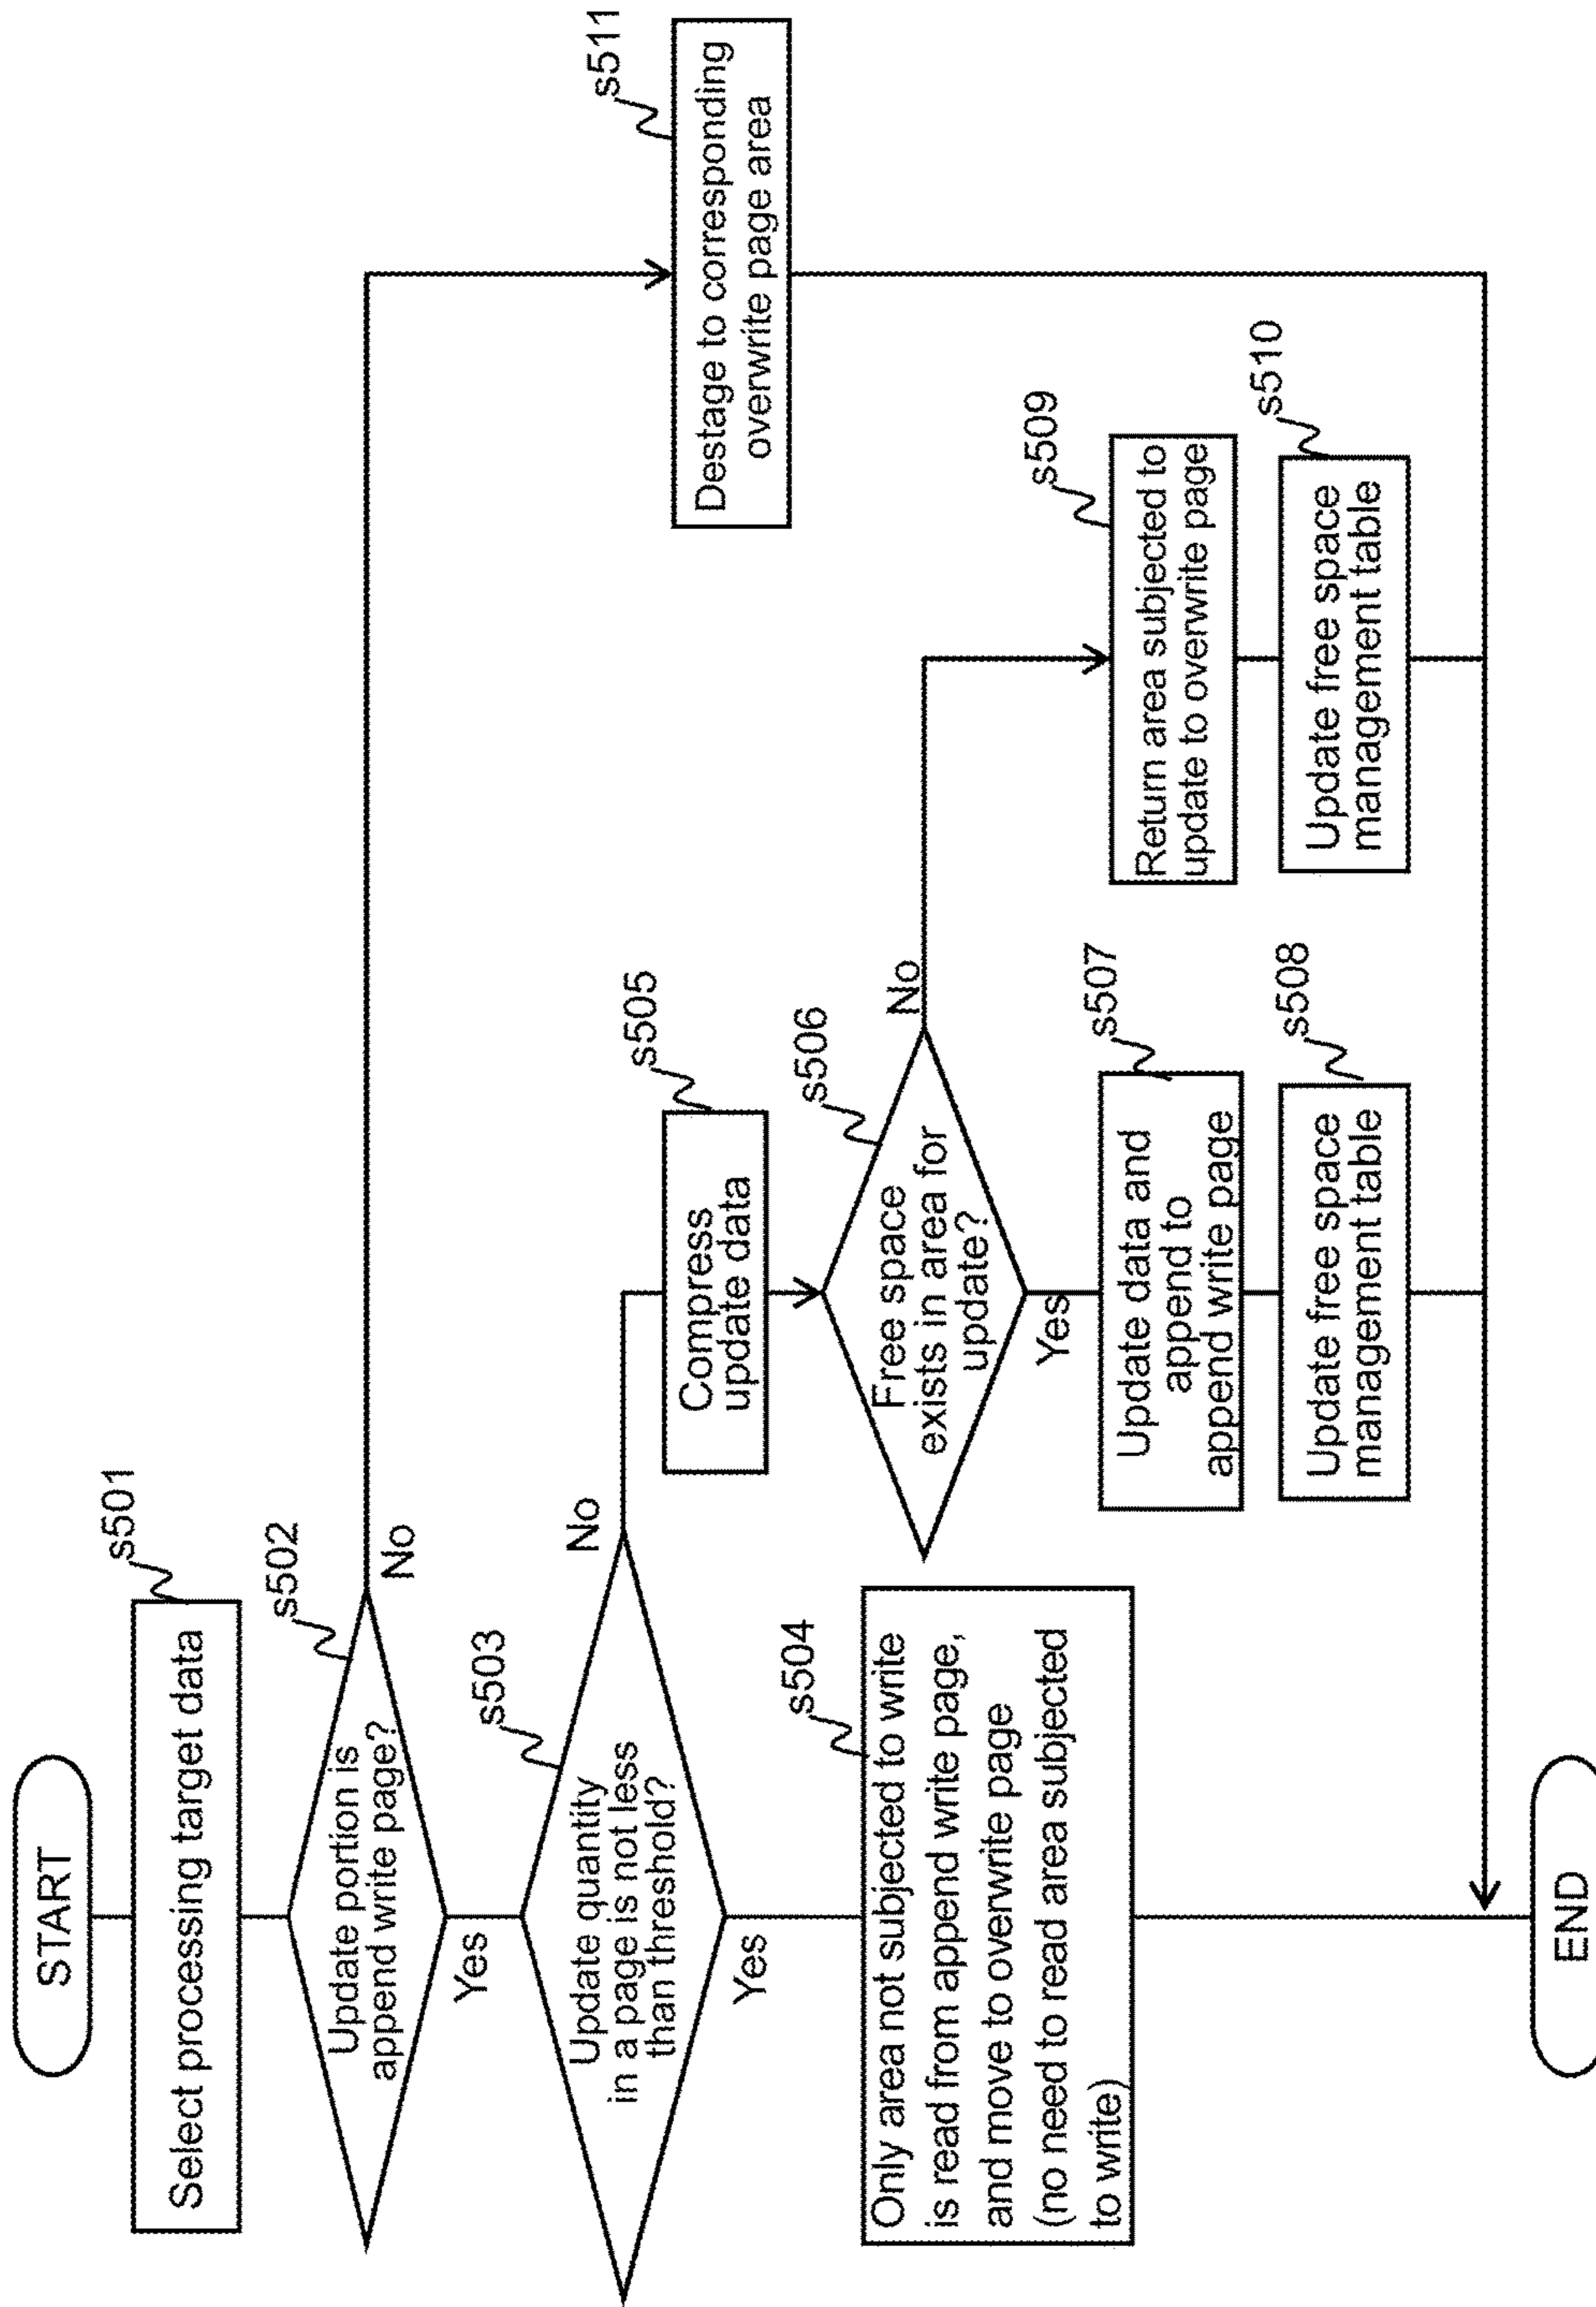 START
s501
Select processing target data
s502
Update portion is
append write page?
No
Yes
s503
Update quantity
in a page is not less
than threshold?
No
Yes
s504
Only area not subjected to write
is read from append write page,
and move to overwrite page
(no need to read area subjected
to write)
s505
Compress
update data
s506
Free space
exists in area for
update?
No
Yes
s507
Update data and
append to
append write page
s508
Update free space
management table
s509
Return area subjected to
update to overwrite page
s510
Update free space
management table
s511
Destage to corresponding
overwrite page area
END